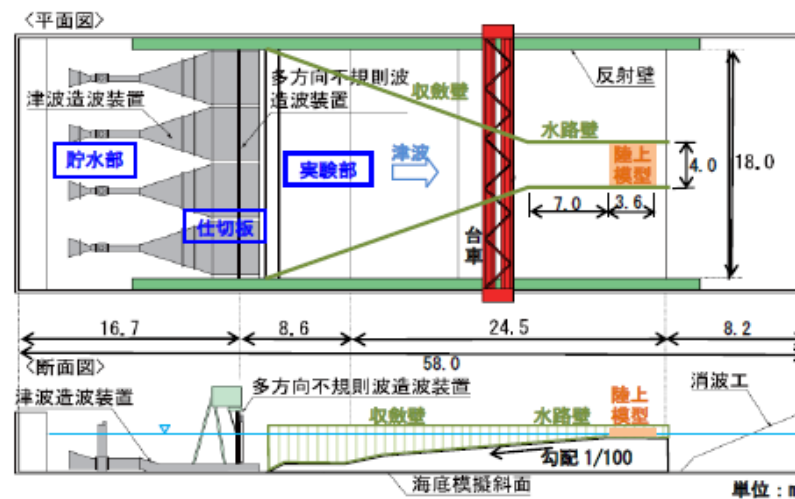 〈平面図〉
津波造波装置
多方向不規則波
造波装置
収斂壁
反射壁
水路壁
貯水部
実験部
津波
陸上
模型
4.0
18.0
仕切板
7.0
3.6
台車
16.7
8.6
24.5
8.2
58.0
〈断面図〉
津波造波装置
多方向不規則波造波装置
収斂壁
水路壁
陸上
模型
消波工
勾配 1/100
海底模擬斜面
単位：m